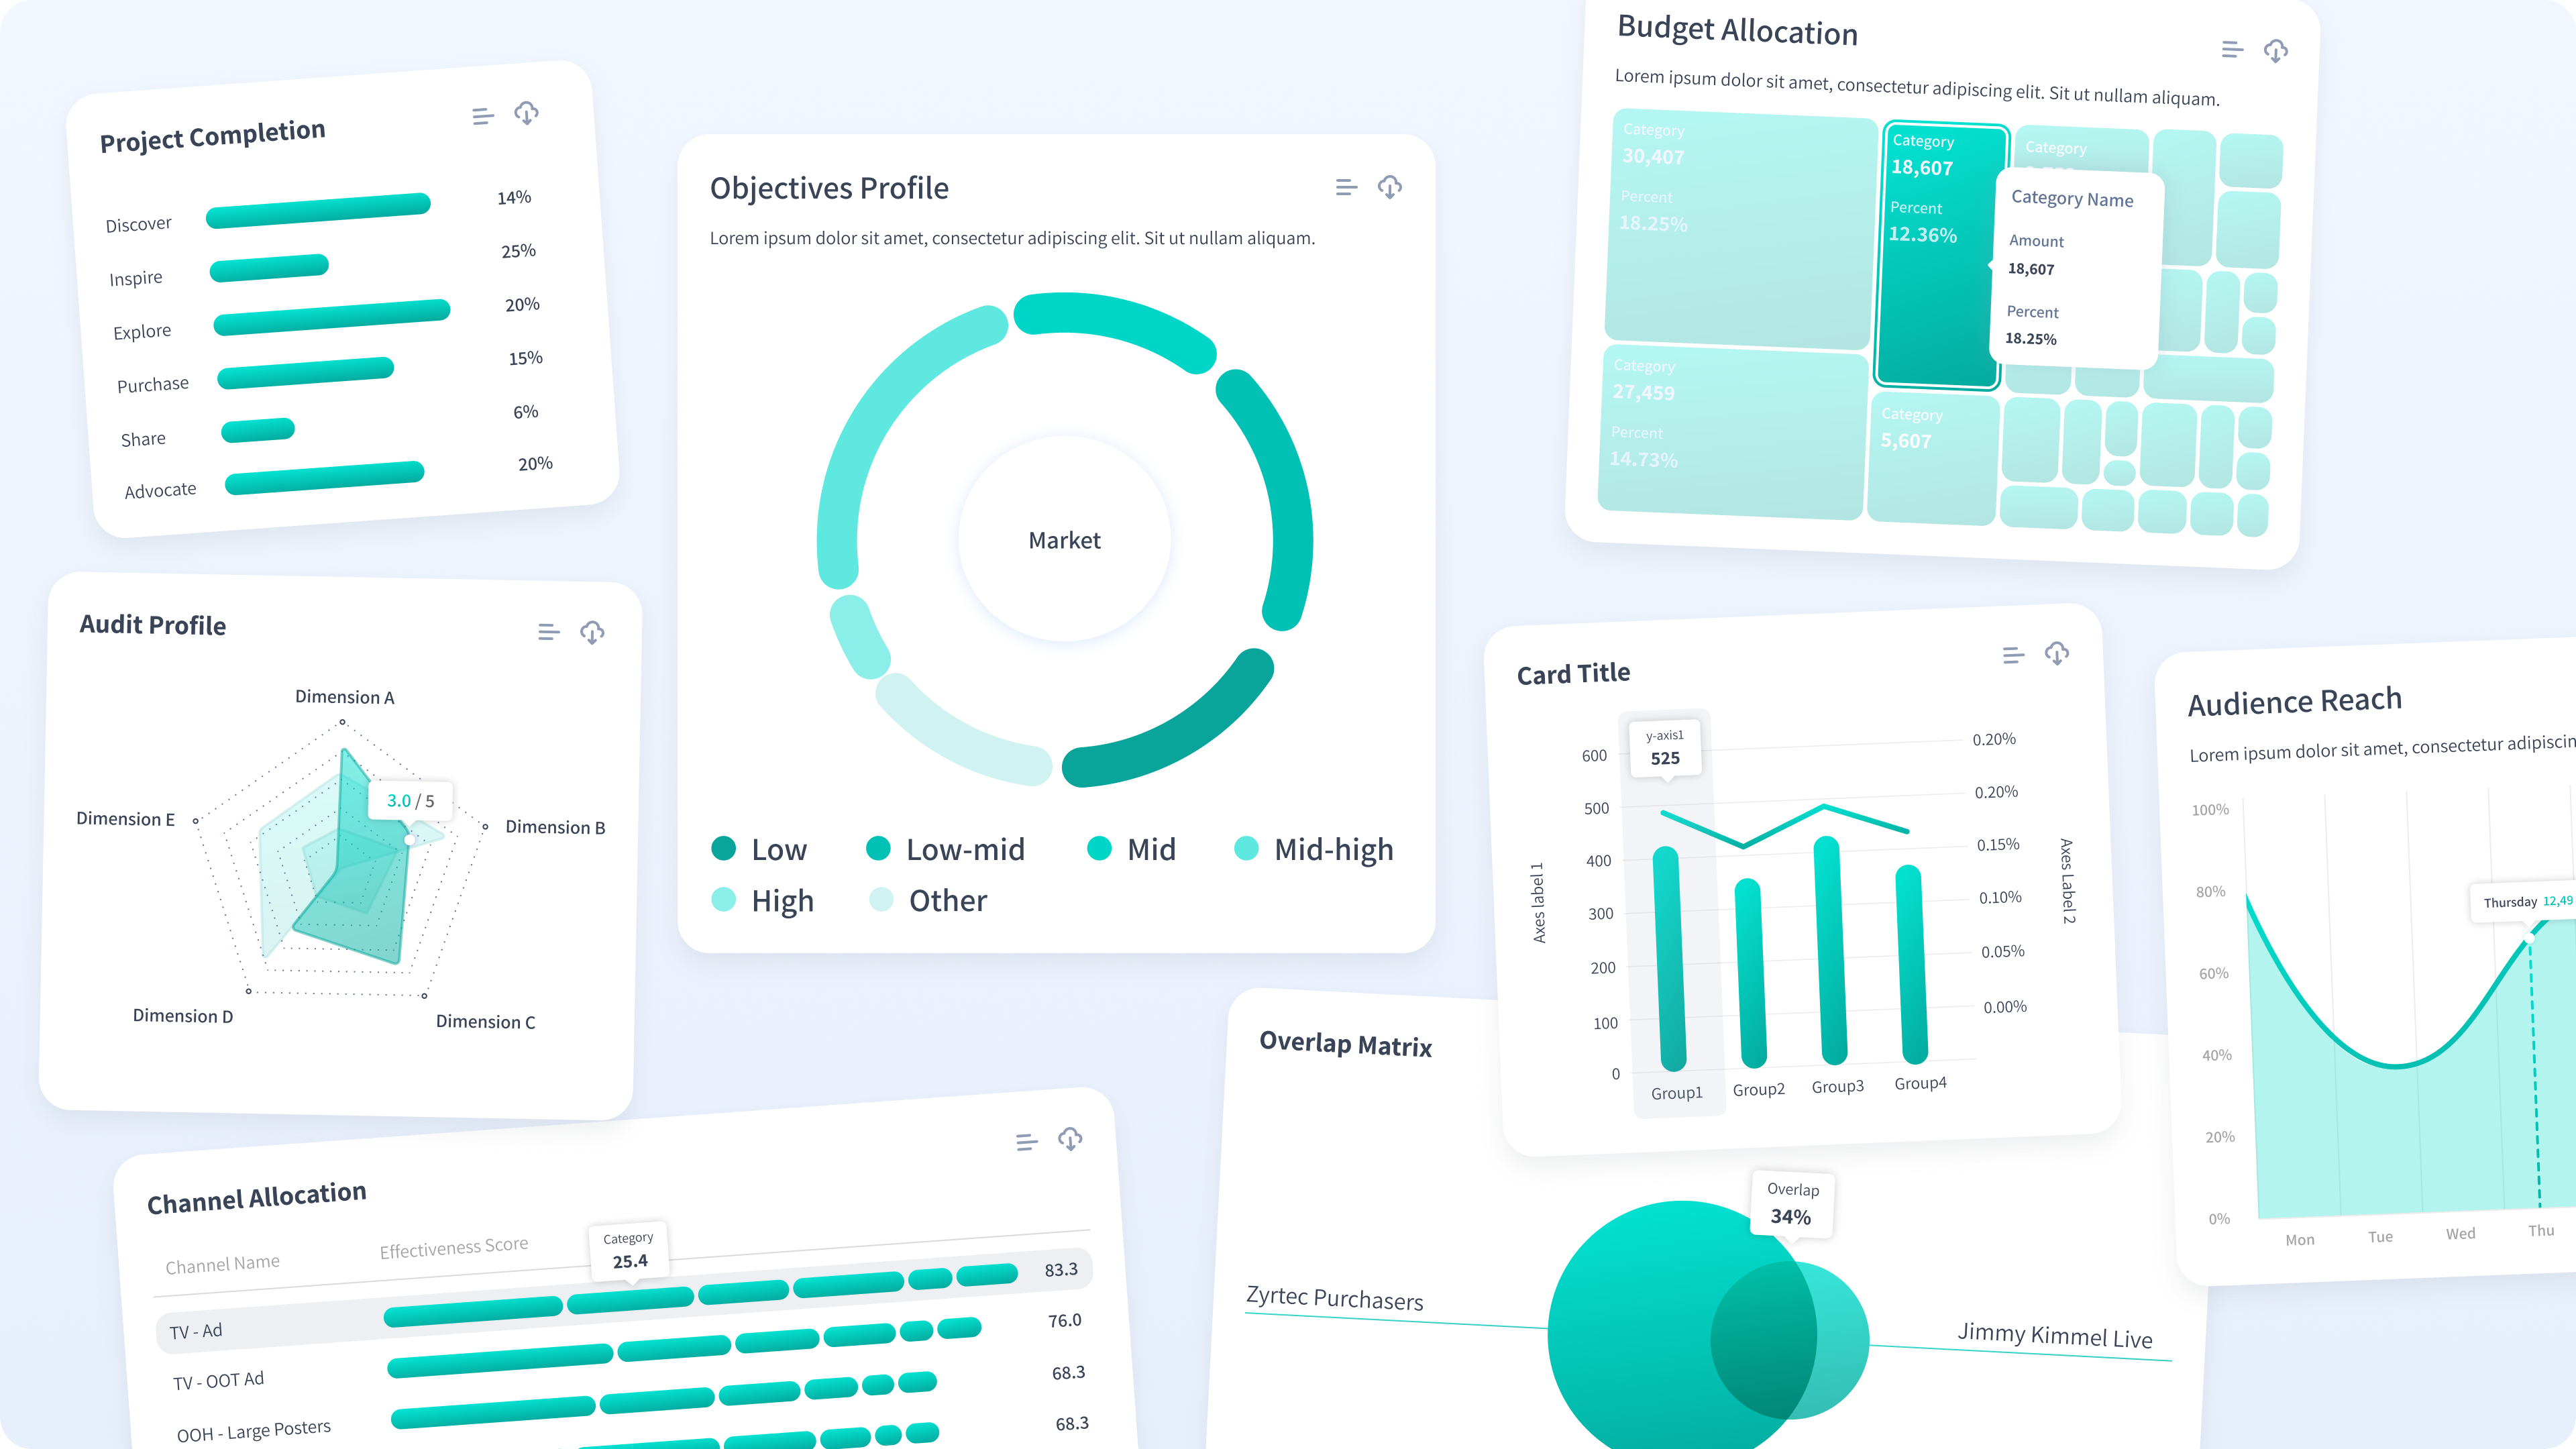 Project Completion
Discover 14%
Inspire 25%
Explore 20%
Purchase 15%
Share 6%
Advocate 20%
Objectives Profile
Lorem ipsum dolor sit amet, consectetur adipiscing elit. Sit ut nullam aliquam.
Market
Low
Low-mid
Mid
Mid-high
High
Other
Budget Allocation
Lorem ipsum dolor sit amet, consectetur adipiscing elit. Sit ut nullam aliquam.
Category
30,407
Percent
18.25%
Category
18,607
Percent
12.36%
Category
Category Name
Amount
18,607
Percent
18.25%
Category
27,459
Percent
14.73%
Category
5,607
Audit Profile
Dimension A
3.0 / 5
Dimension E
Dimension B
Dimension D
Dimension C
Card Title
y-axis1
525
600
500
400
300
200
100
0
Axes label 1
0.20%
0.20%
0.15%
0.10%
0.05%
0.00%
Axes Label 2
Group1
Group2
Group3
Group4
Audience Reach
Lorem ipsum dolor sit amet, consectetur adipiscin
100%
80%
60%
40%
20%
0%
Thursday 12,49
Mon
Tue
Wed
Thu
Channel Allocation
Channel Name
Effectiveness Score
Category
25.4
TV - Ad 83.3
TV - OOT Ad 76.0
OOH - Large Posters 68.3
68.3
Overlap Matrix
Overlap
34%
Zyrtec Purchasers
Jimmy Kimmel Live